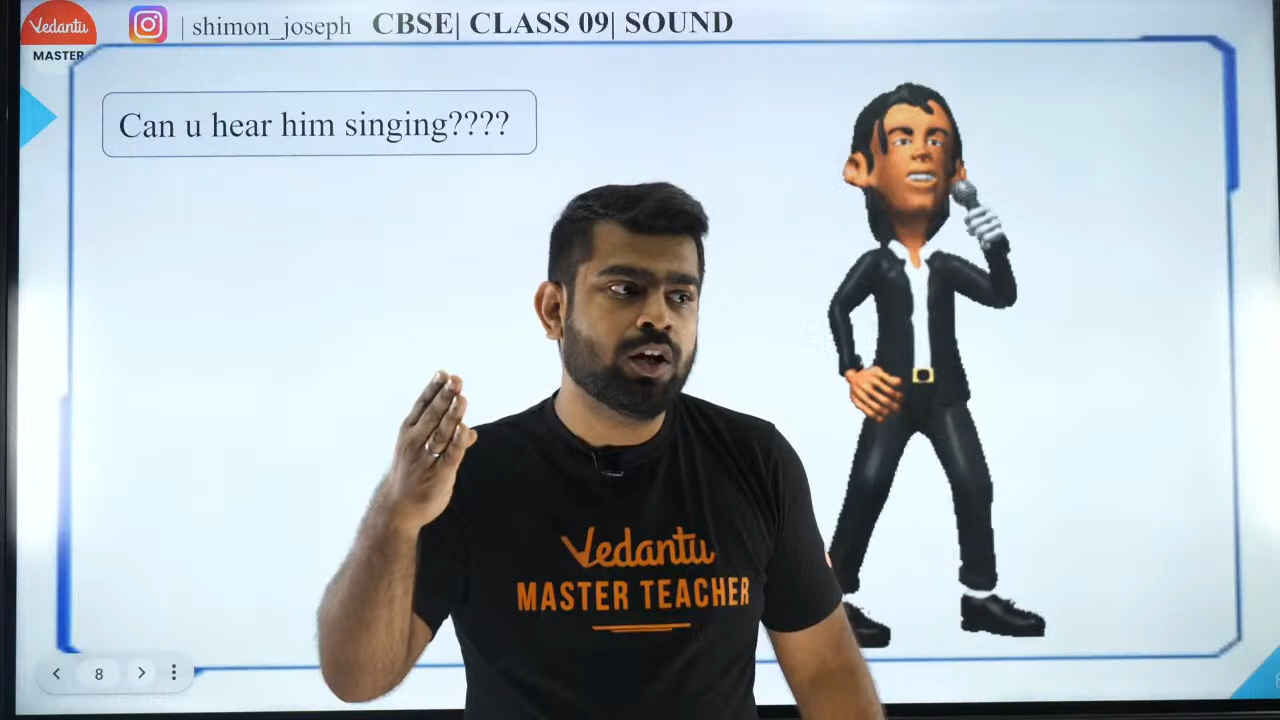 Vedantu
MASTER
| shimon_joseph
CBSE| CLASS 09| SOUND
Can u hear him singing????
Vedantu
MASTER TEACHER
8